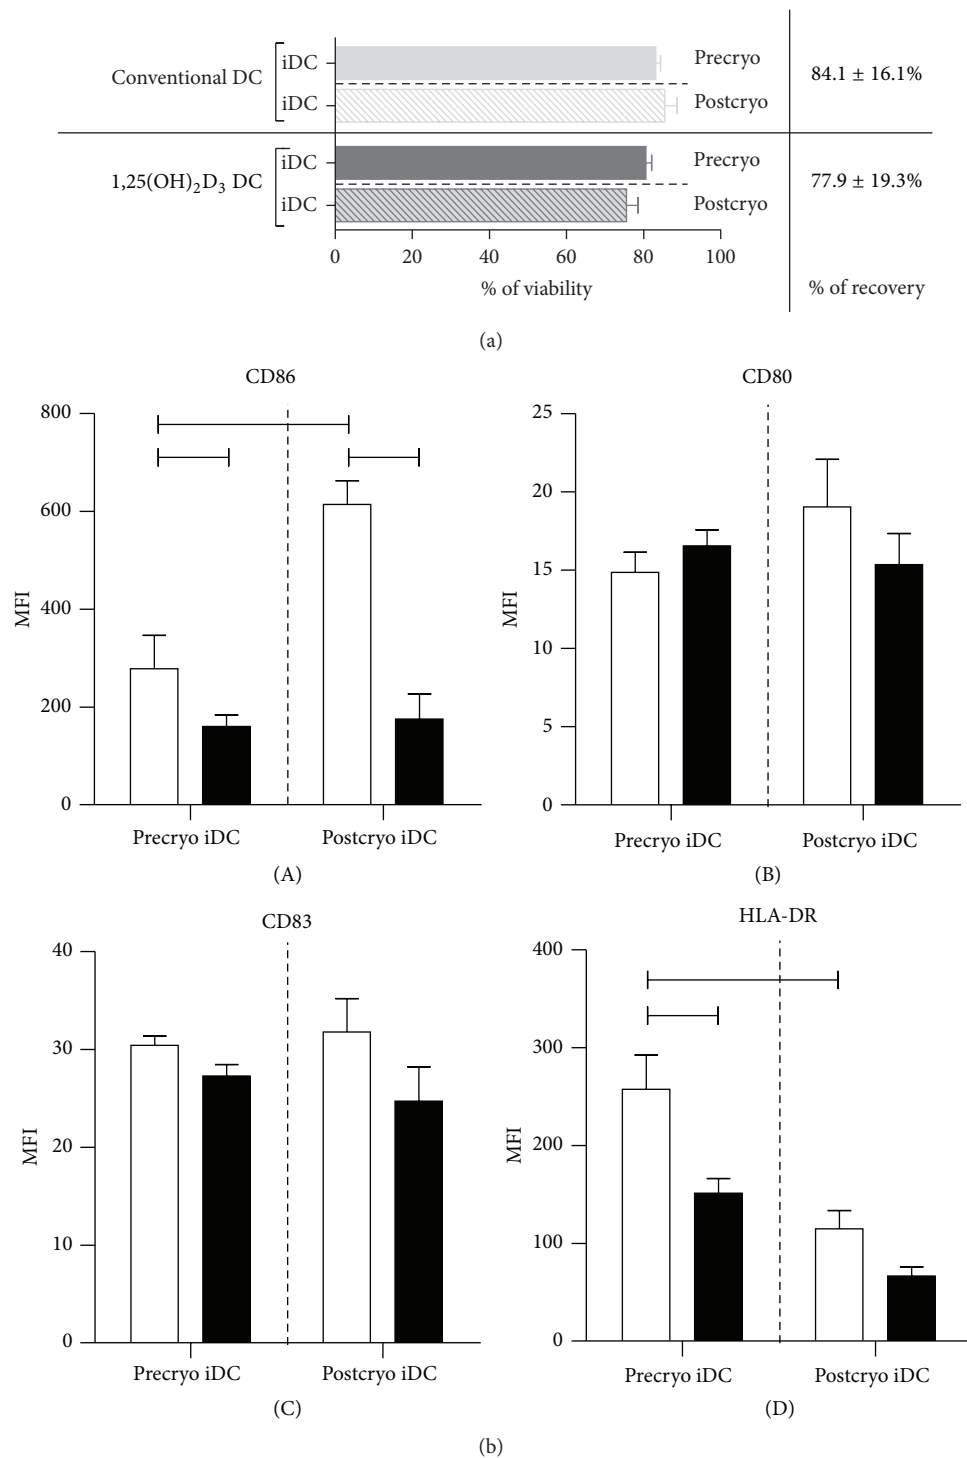 Conventional DC
iDC
Precryo
84.1 ± 16.1%
iDC
Postcryo
1,25(OH)₂D₃ DC
iDC
Precryo
77.9 ± 19.3%
iDC
Postcryo
0 20 40 60 80 100
% of viability
% of recovery
(a)
CD86
800
600
400
200
0
MFI
Precryo iDC Postcryo iDC
(A)
CD80
25
20
15
10
5
0
MFI
Precryo iDC Postcryo iDC
(B)
CD83
40
30
20
10
0
MFI
Precryo iDC Postcryo iDC
(C)
HLA-DR
400
300
200
100
0
MFI
Precryo iDC Postcryo iDC
(D)
(b)